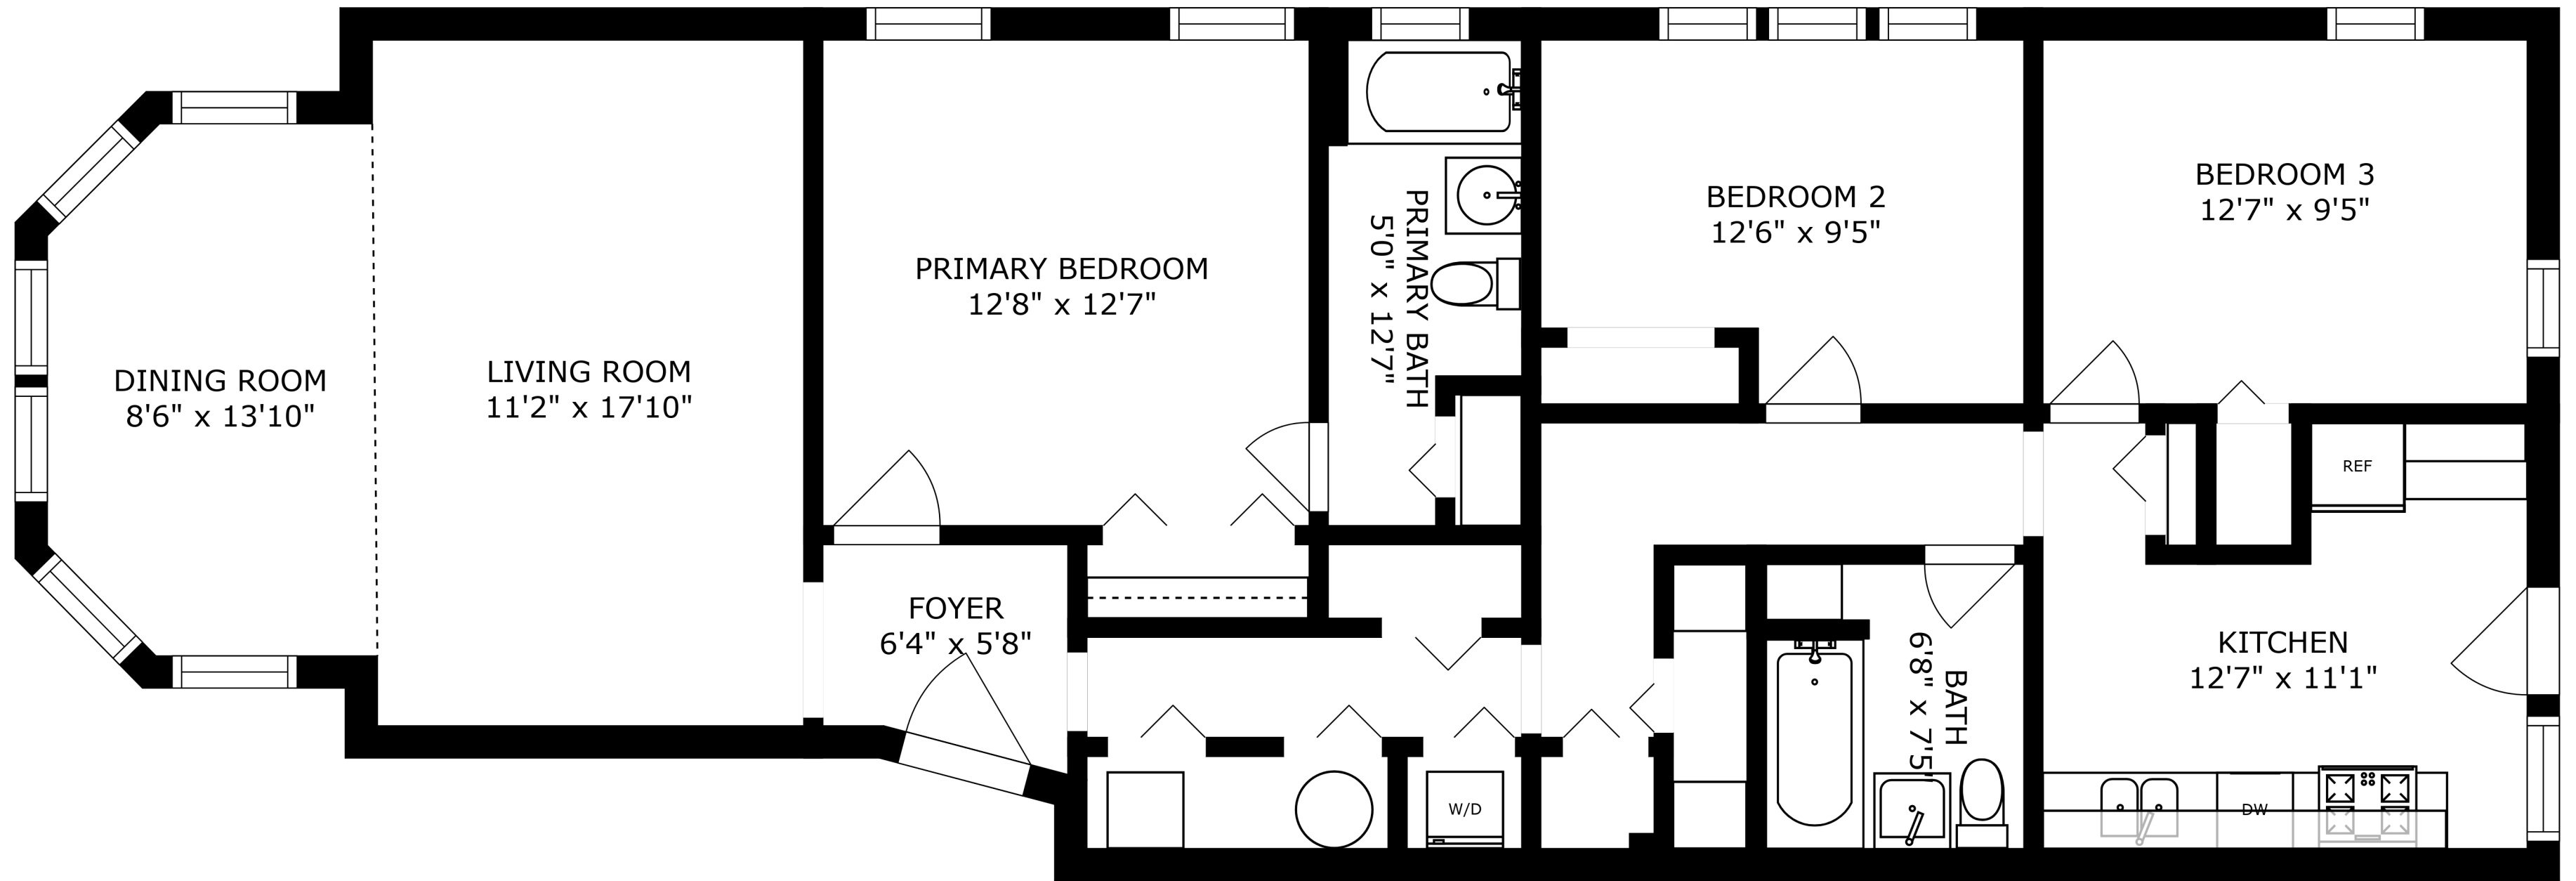 DINING ROOM
8'6" x 13'10"
LIVING ROOM
11'2" x 17'10"
PRIMARY BEDROOM
12'8" x 12'7"
PRIMARY BATH
5'0" x 12'7"
BEDROOM 2
12'6" x 9'5"
BEDROOM 3
12'7" x 9'5"
FOYER
6'4" x 5'8"
W/D
BATH
6'8" x 7'5"
REF
KITCHEN
12'7" x 11'1"
DW